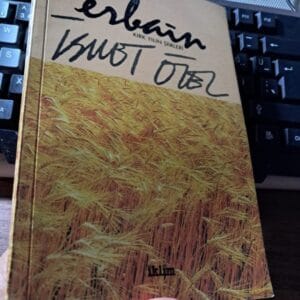 erbain
KIRK YILIN ŞİİRLERİ
İSMET ÖZEL
iklim